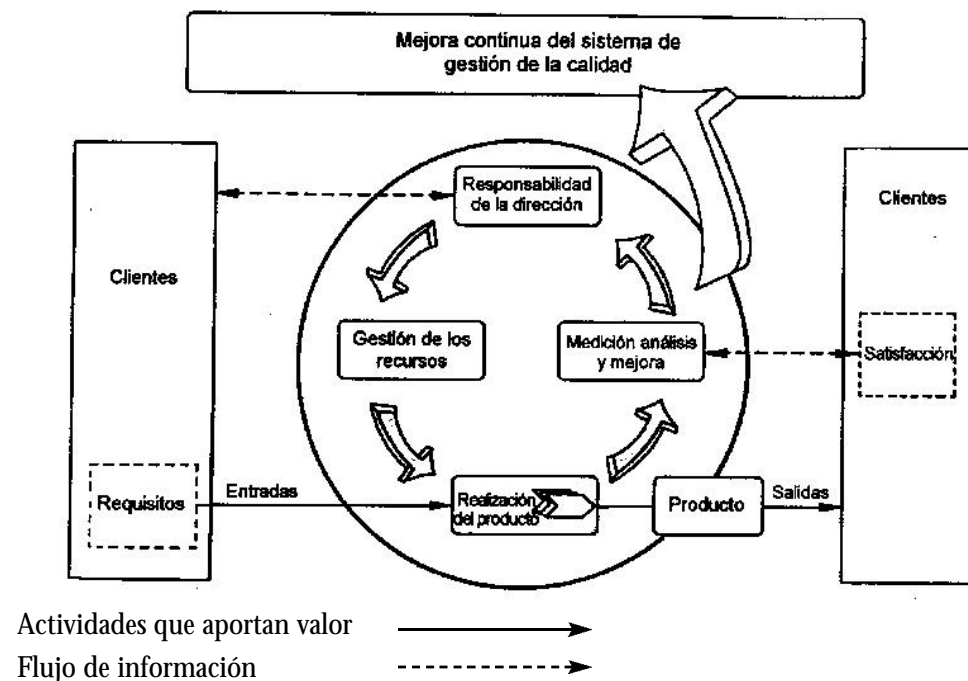 Mejora continua del sistema de
gestión de la calidad
Responsabilidad
de la dirección
Clientes
Clientes
Gestión de los
recursos
Medición análisis
y mejora
Satisfacción
Requisitos
Entradas
Realización
del producto
Producto
Salidas
Actividades que aportan valor
Flujo de información